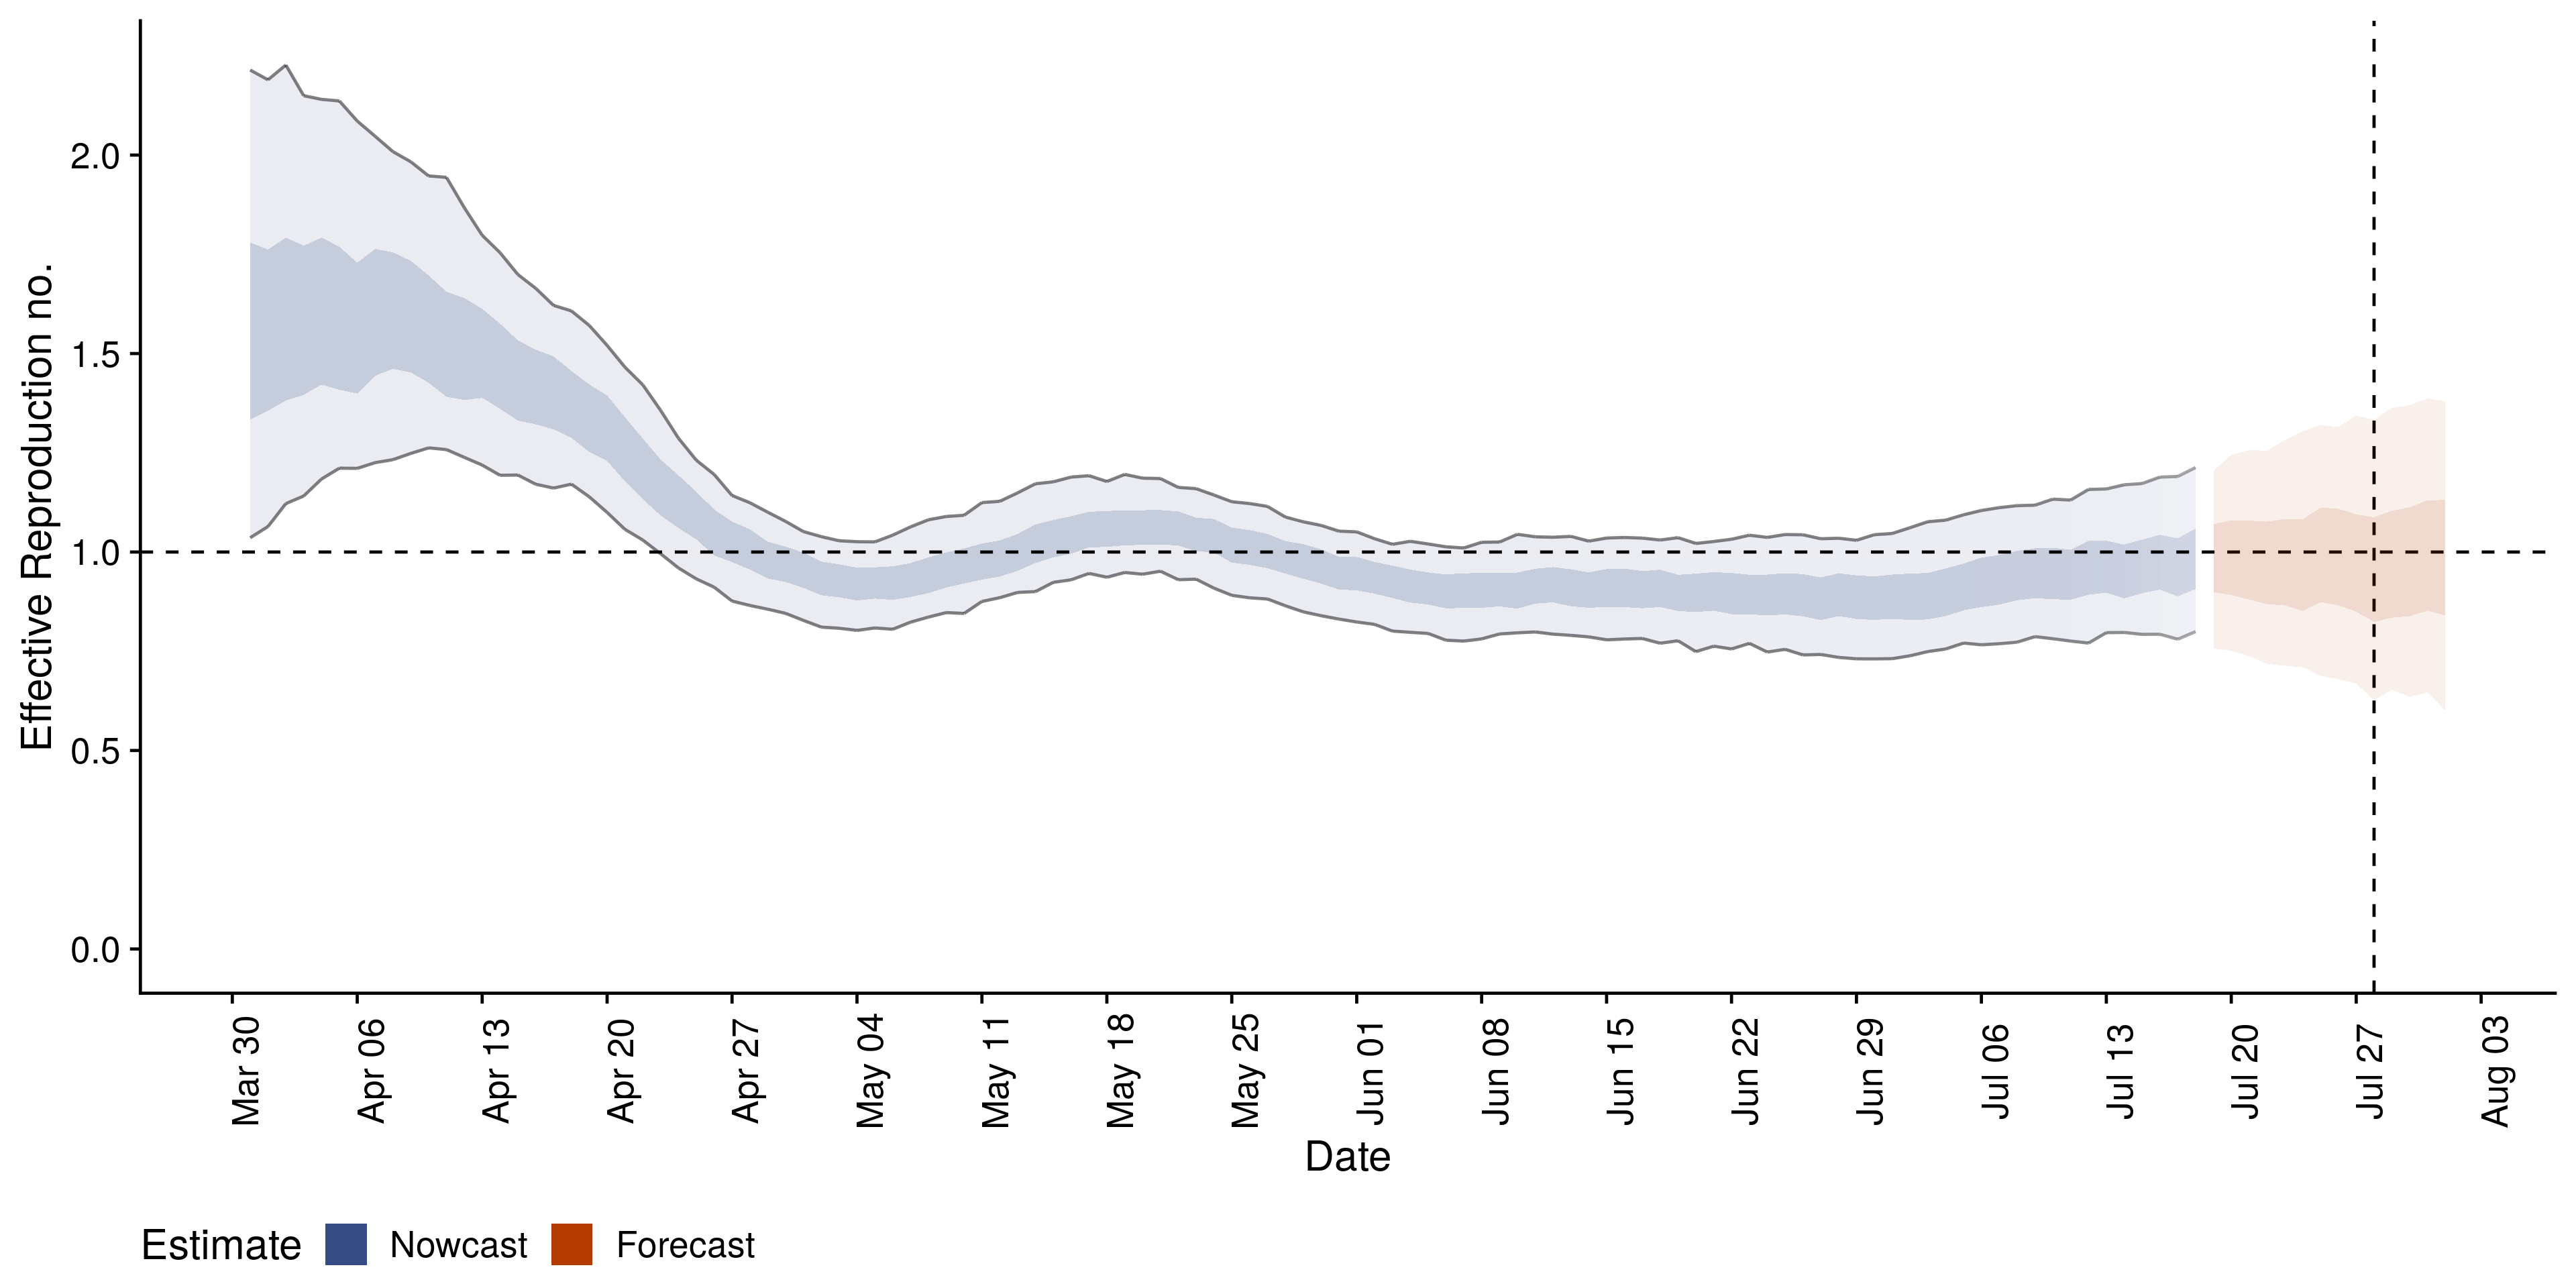 Effective Reproduction no.
2.0
1.5
1.0
0.5
0.0
Mar 30
Apr 06
Apr 13
Apr 20
Apr 27
May 04
May 11
May 18
May 25
Jun 01
Jun 08
Jun 15
Jun 22
Jun 29
Jul 06
Jul 13
Jul 20
Jul 27
Aug 03
Date
Estimate Nowcast Forecast